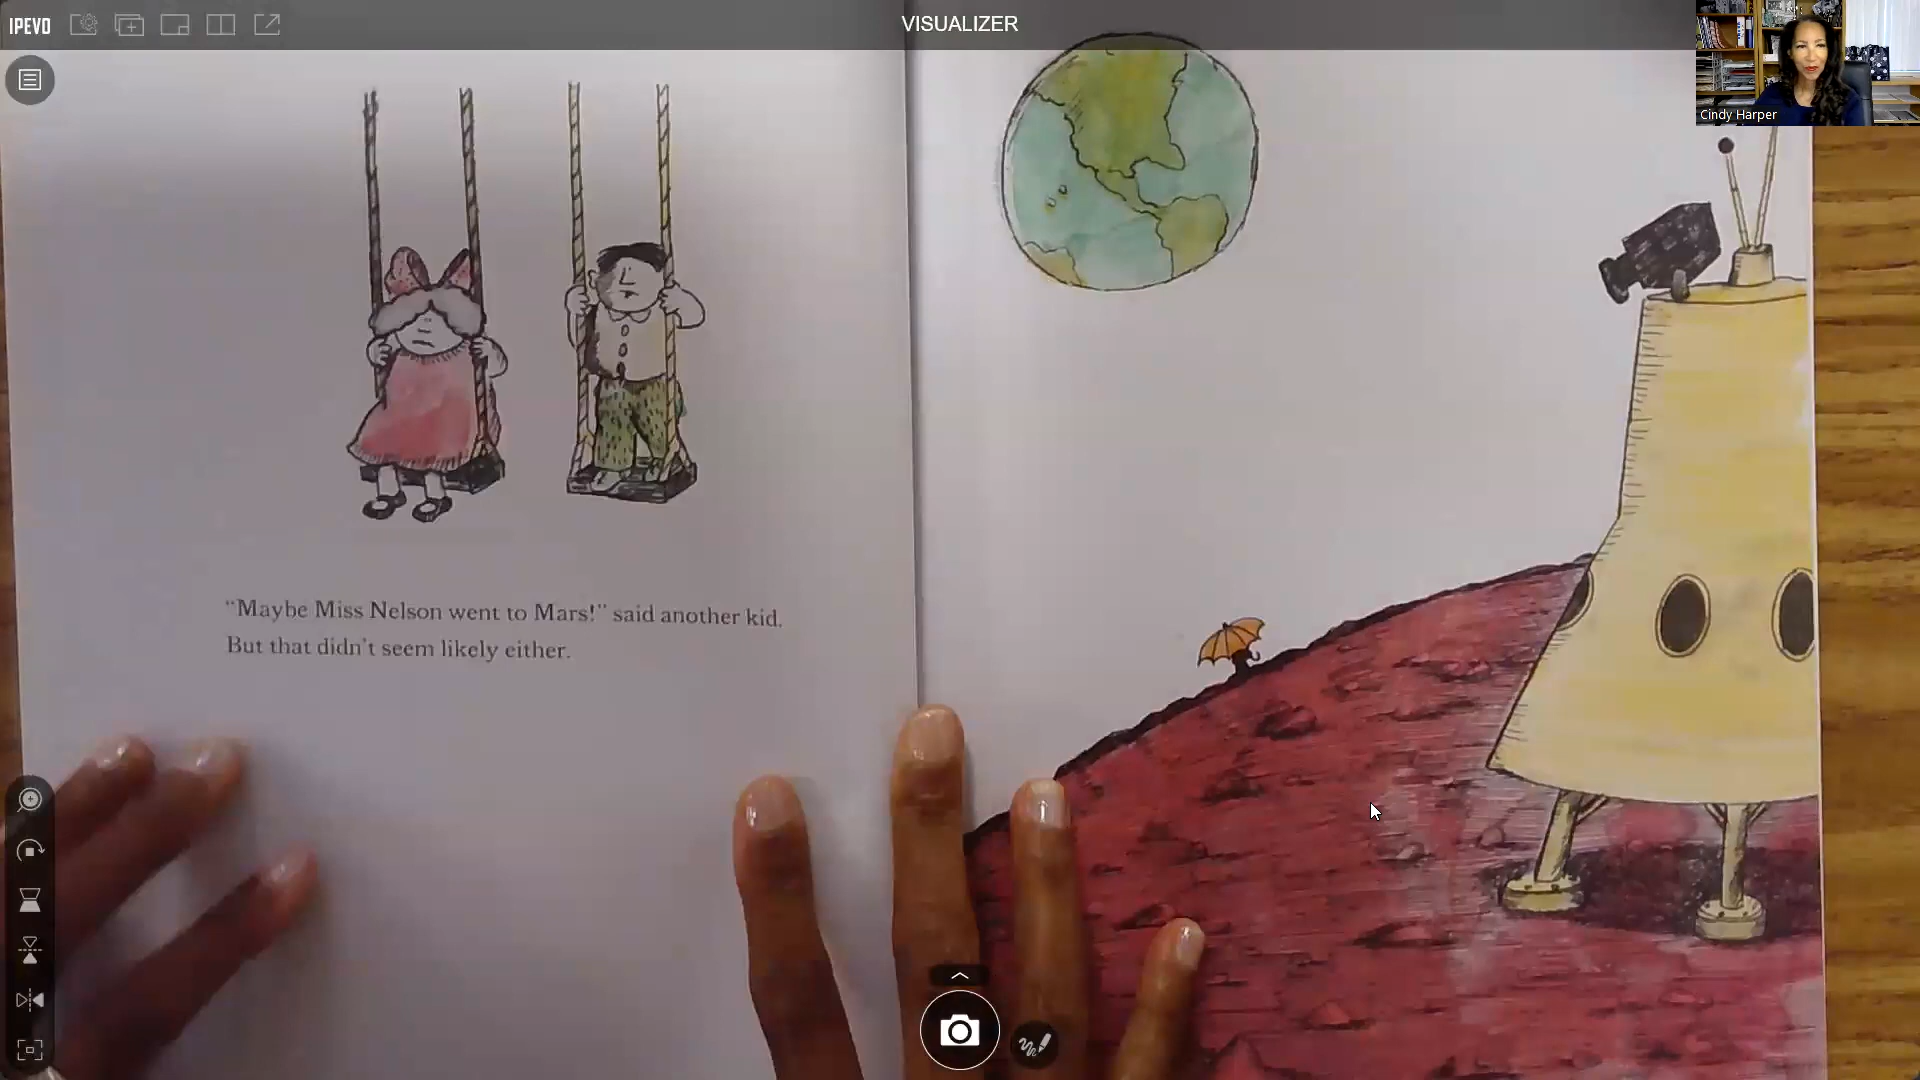 IPEVO
VISUALIZER
Cindy Harper
“Maybe Miss Nelson went to Mars!” said another kid.
But that didn’t seem likely either.